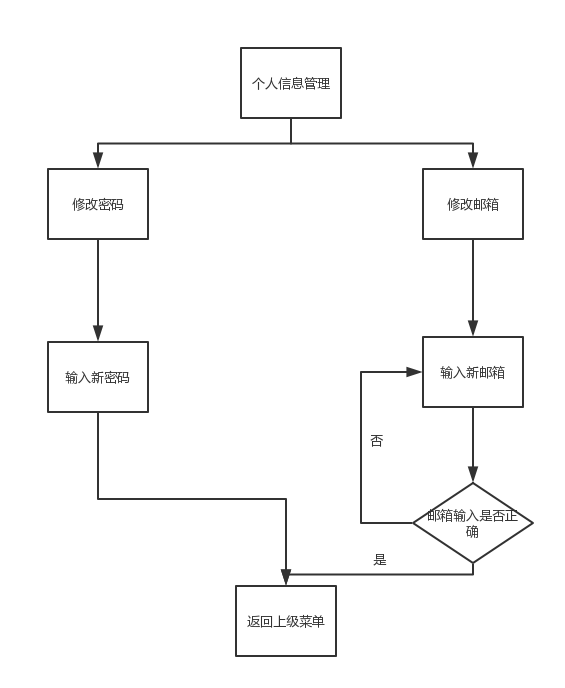 个人信息管理
修改密码
修改邮箱
输入新密码
输入新邮箱
否
邮箱输入是否正
确
是
返回上级菜单